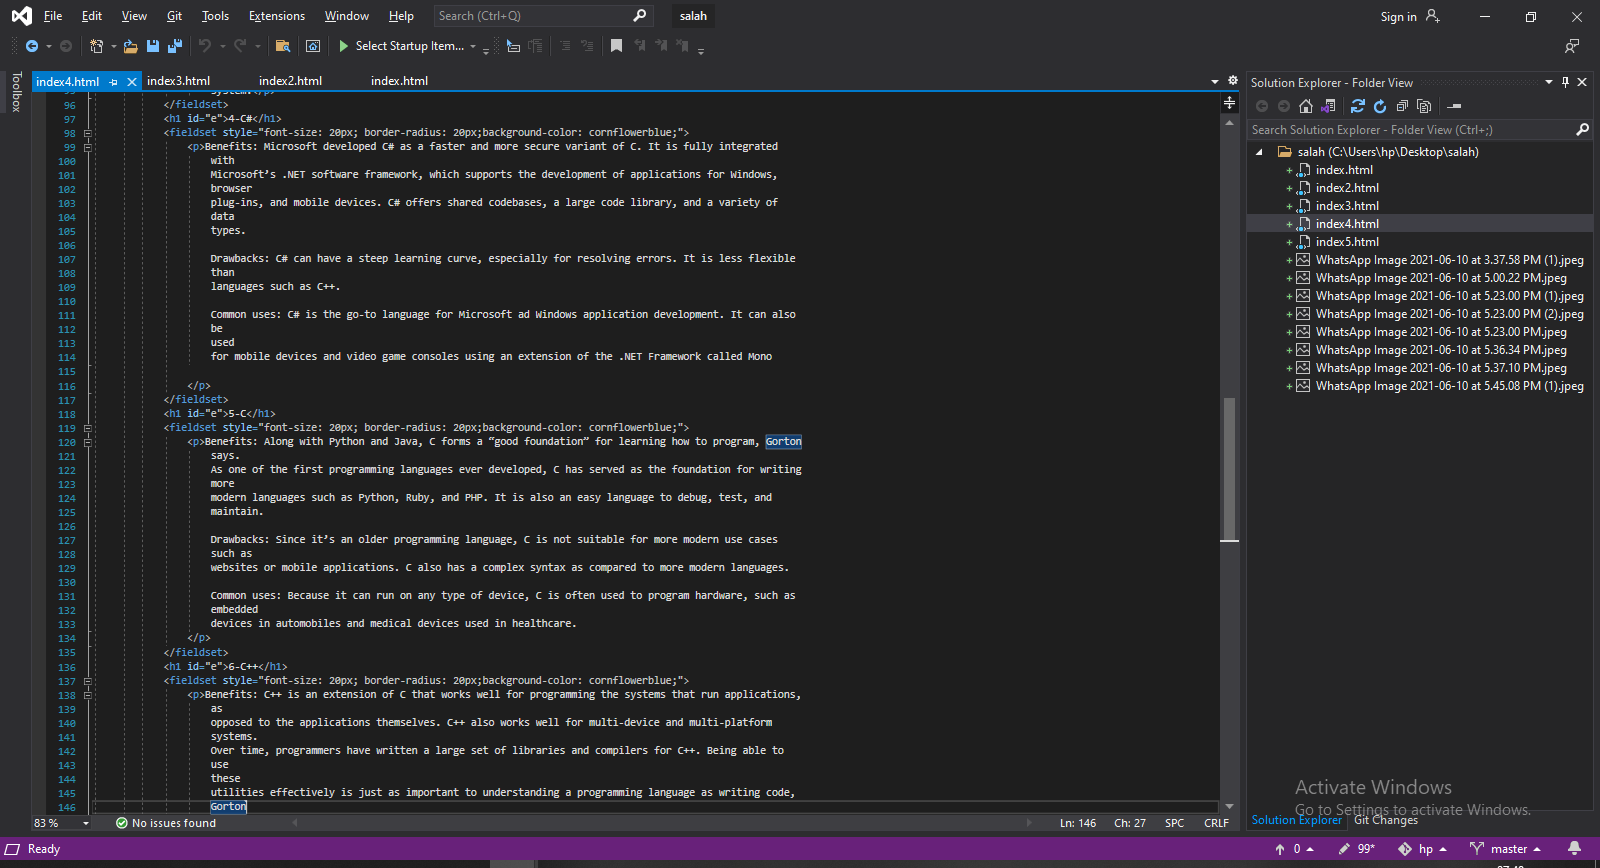 File Edit View Git Tools Extensions Window Help Search (Ctrl+Q) salah Sign in
Select Startup Item...
Toolbox
index4.html index3.html index2.html index.html
system.</p>
96 </fieldset>
97 <h1 id="e">4-C#</h1>
98 <fieldset style="font-size: 20px; border-radius: 20px;background-color: cornflowerblue;">
99 <p>Benefits: Microsoft developed C# as a faster and more secure variant of C. It is fully integrated
100 with
101 Microsoft’s .NET software framework, which supports the development of applications for Windows,
102 browser
103 plug-ins, and mobile devices. C# offers shared codebases, a large code library, and a variety of
104 data
105 types.
106
107 Drawbacks: C# can have a steep learning curve, especially for resolving errors. It is less flexible
108 than
109 languages such as C++.
110
111 Common uses: C# is the go-to language for Microsoft ad Windows application development. It can also
112 be
113 used
114 for mobile devices and video game consoles using an extension of the .NET Framework called Mono
115
116 </p>
117 </fieldset>
118 <h1 id="e">5-C</h1>
119 <fieldset style="font-size: 20px; border-radius: 20px;background-color: cornflowerblue;">
120 <p>Benefits: Along with Python and Java, C forms a “good foundation” for learning how to program, Gorton
121 says.
122 As one of the first programming languages ever developed, C has served as the foundation for writing
123 more
124 modern languages such as Python, Ruby, and PHP. It is also an easy language to debug, test, and
125 maintain.
126
127 Drawbacks: Since it’s an older programming language, C is not suitable for more modern use cases
128 such as
129 websites or mobile applications. C also has a complex syntax as compared to more modern languages.
130
131 Common uses: Because it can run on any type of device, C is often used to program hardware, such as
132 embedded
133 devices in automobiles and medical devices used in healthcare.
134 </p>
135 </fieldset>
136 <h1 id="e">6-C++</h1>
137 <fieldset style="font-size: 20px; border-radius: 20px;background-color: cornflowerblue;">
138 <p>Benefits: C++ is an extension of C that works well for programming the systems that run applications,
139 as
140 opposed to the applications themselves. C++ also works well for multi-device and multi-platform
141 systems.
142 Over time, programmers have written a large set of libraries and compilers for C++. Being able to
143 use
144 these
145 utilities effectively is just as important to understanding a programming language as writing code,
146 Gorton
83 % No issues found Ln: 146 Ch: 27 SPC CRLF
Solution Explorer - Folder View
Search Solution Explorer - Folder View (Ctrl+;)
salah (C:\Users\hp\Desktop\salah)
index.html
index2.html
index3.html
index4.html
index5.html
WhatsApp Image 2021-06-10 at 3.37.58 PM (1).jpeg
WhatsApp Image 2021-06-10 at 5.00.22 PM.jpeg
WhatsApp Image 2021-06-10 at 5.23.00 PM (1).jpeg
WhatsApp Image 2021-06-10 at 5.23.00 PM (2).jpeg
WhatsApp Image 2021-06-10 at 5.23.00 PM.jpeg
WhatsApp Image 2021-06-10 at 5.36.34 PM.jpeg
WhatsApp Image 2021-06-10 at 5.37.10 PM.jpeg
WhatsApp Image 2021-06-10 at 5.45.08 PM (1).jpeg
Activate Windows
Go to Settings to activate Windows.
Solution Explorer Git Changes
Ready 0 99* hp master